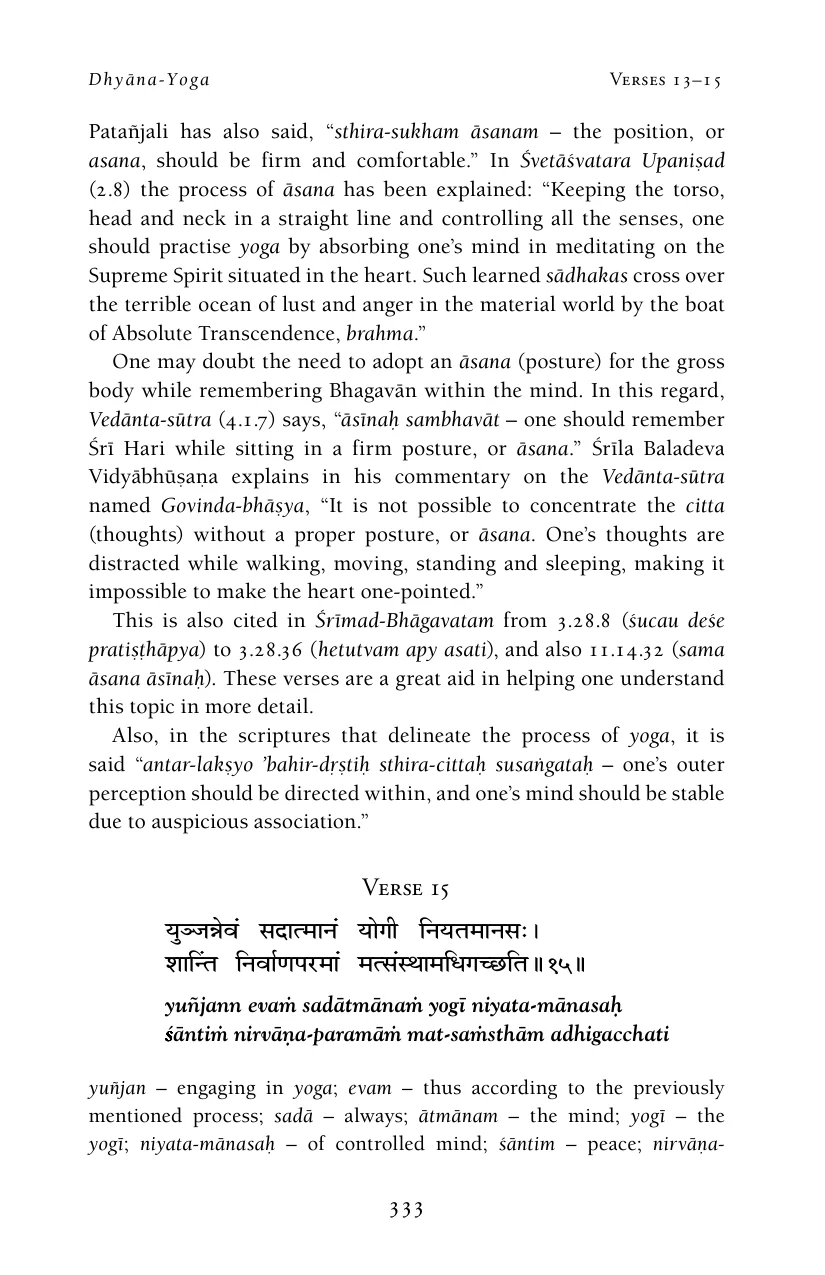 Dhyāna-Yoga Verses 13–15
Patañjali has also said, “sthira-sukham āsanam – the position, or
asana, should be firm and comfortable.” In Śvetāśvatara Upaniṣad
(2.8) the process of āsana has been explained: “Keeping the torso,
head and neck in a straight line and controlling all the senses, one
should practise yoga by absorbing one’s mind in meditating on the
Supreme Spirit situated in the heart. Such learned sādhakas cross over
the terrible ocean of lust and anger in the material world by the boat
of Absolute Transcendence, brahma.”
One may doubt the need to adopt an āsana (posture) for the gross
body while remembering Bhagavān within the mind. In this regard,
Vedānta-sūtra (4.1.7) says, “āsīnaḥ sambhavāt – one should remember
Śrī Hari while sitting in a firm posture, or āsana.” Śrīla Baladeva
Vidyābhūṣaṇa explains in his commentary on the Vedānta-sūtra
named Govinda-bhāṣya, “It is not possible to concentrate the citta
(thoughts) without a proper posture, or āsana. One’s thoughts are
distracted while walking, moving, standing and sleeping, making it
impossible to make the heart one-pointed.”
This is also cited in Śrīmad-Bhāgavatam from 3.28.8 (śucau deśe
pratiṣṭhāpya) to 3.28.36 (hetutvam apy asati), and also 11.14.32 (sama
āsana āsīnaḥ). These verses are a great aid in helping one understand
this topic in more detail.
Also, in the scriptures that delineate the process of yoga, it is
said “antar-lakṣyo ’bahir-dṛṣtiḥ sthira-cittaḥ susaṅgataḥ – one’s outer
perception should be directed within, and one’s mind should be stable
due to auspicious association.”
Verse 15
युञ्जन्नेवं सदात्मानं योगी नियतमानसः।
शान्तिं निर्वाणपरमां मत्संस्थामधिगच्छति॥१५॥
yuñjann evaṁ sadātmānaṁ yogī niyata-mānasaḥ
śāntiṁ nirvāṇa-paramāṁ mat-saṁsthām adhigacchati
yuñjan – engaging in yoga; evam – thus according to the previously
mentioned process; sadā – always; ātmānam – the mind; yogī – the
yogī; niyata-mānasaḥ – of controlled mind; śāntim – peace; nirvāṇa-
333